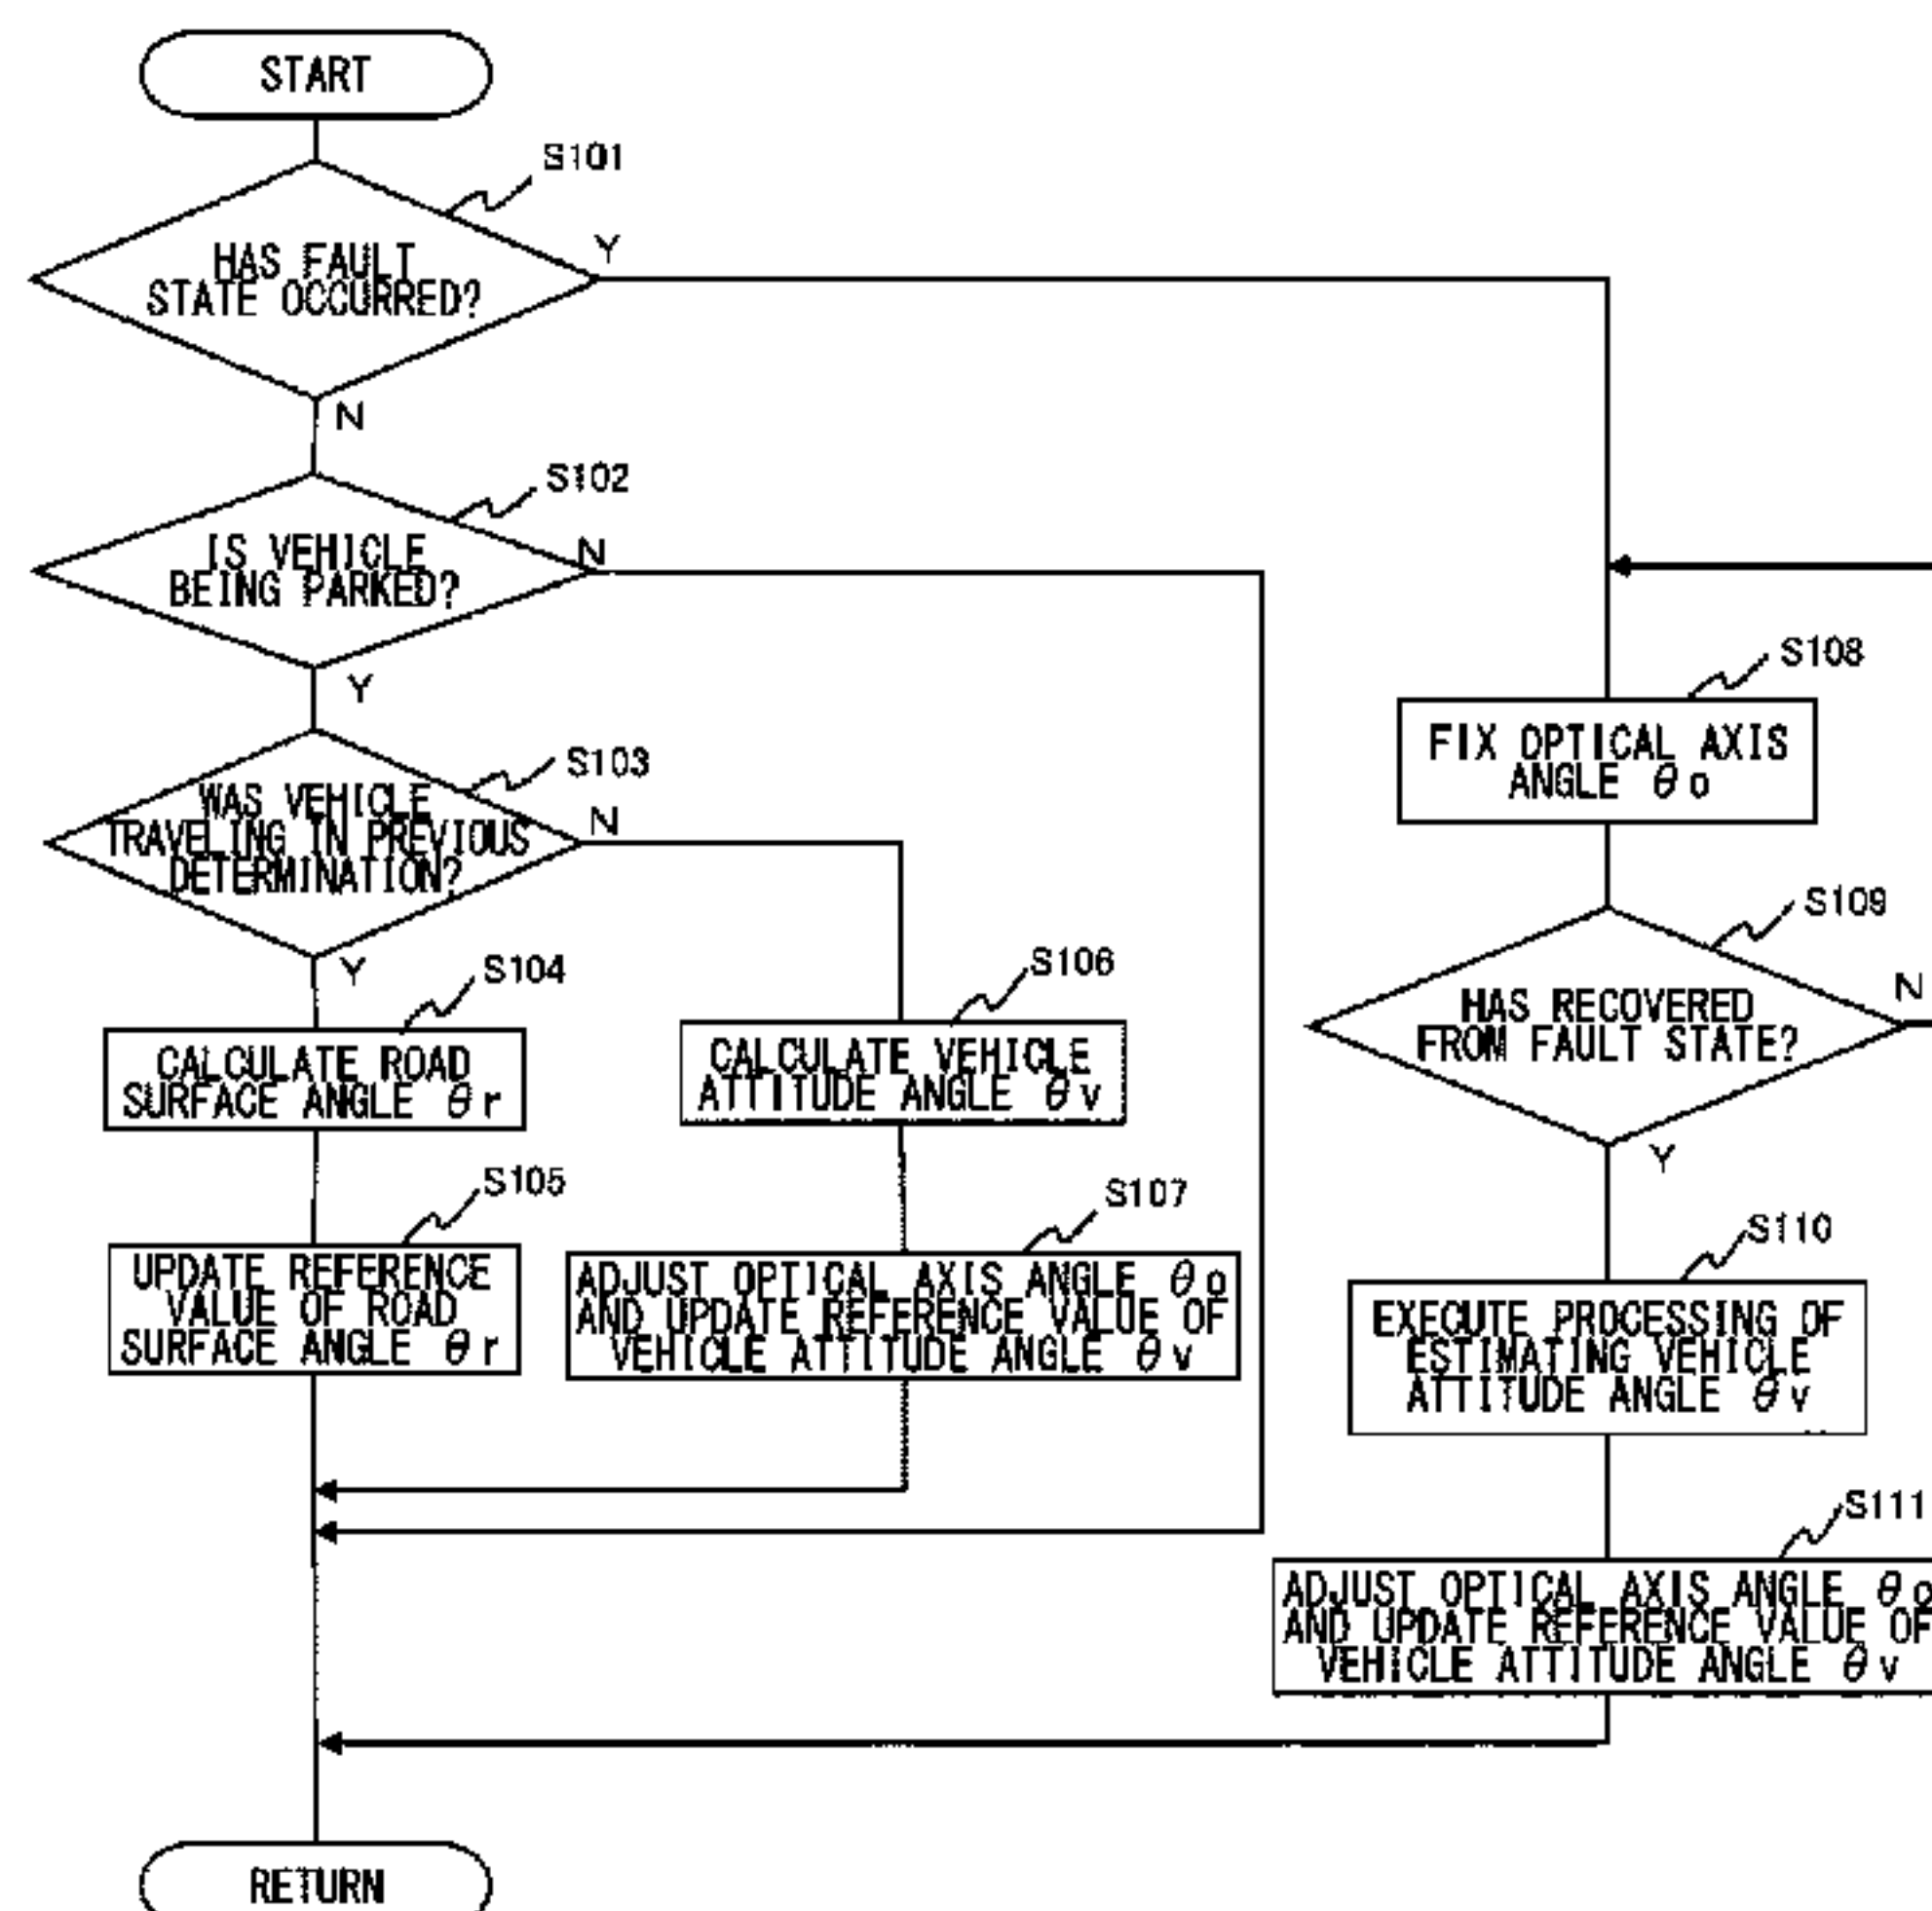 START
S101
HAS FAULT
STATE OCCURRED?
Y
N
S102
IS VEHICLE
BEING PARKED?
N
Y
S103
WAS VEHICLE
TRAVELING IN PREVIOUS
DETERMINATION?
N
Y
S104
CALCULATE ROAD
SURFACE ANGLE θr
S105
UPDATE REFERENCE
VALUE OF ROAD
SURFACE ANGLE θr
S106
CALCULATE VEHICLE
ATTITUDE ANGLE θv
S107
ADJUST OPTICAL AXIS ANGLE θo
AND UPDATE REFERENCE VALUE OF
VEHICLE ATTITUDE ANGLE θv
S108
FIX OPTICAL AXIS
ANGLE θo
S109
HAS RECOVERED
FROM FAULT STATE?
N
Y
S110
EXECUTE PROCESSING OF
ESTIMATING VEHICLE
ATTITUDE ANGLE θv
S111
ADJUST OPTICAL AXIS ANGLE θo
AND UPDATE REFERENCE VALUE OF
VEHICLE ATTITUDE ANGLE θv
RETURN